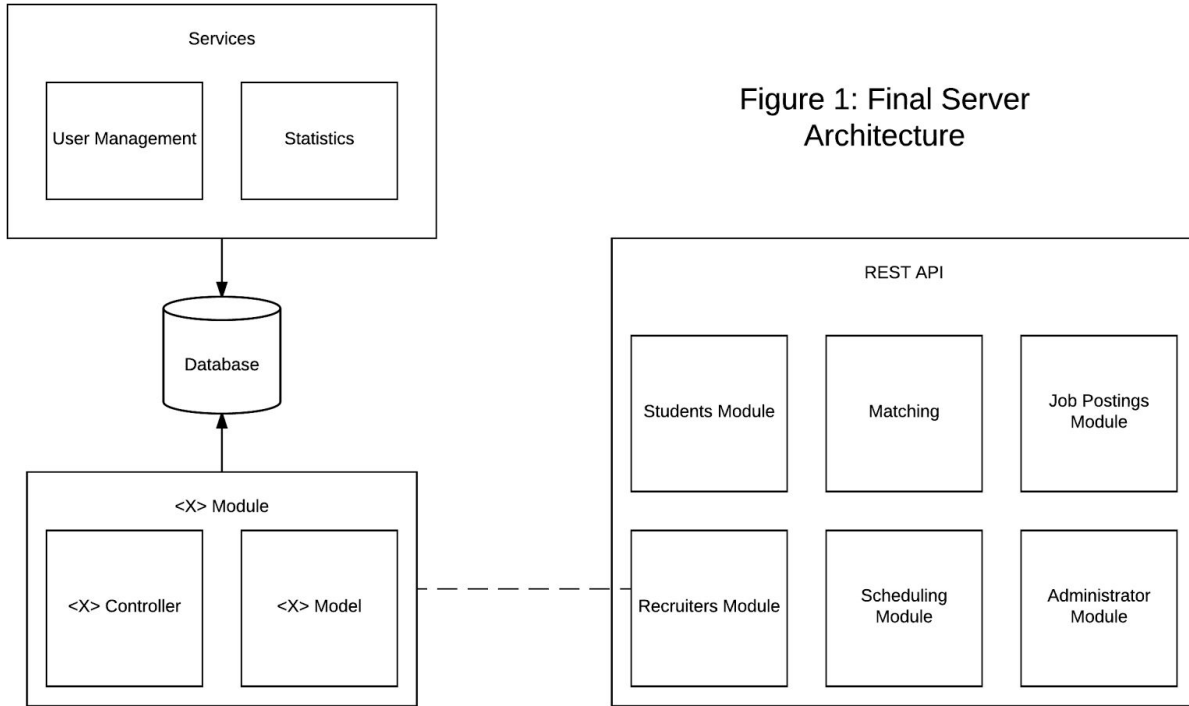 Services
User Management
Statistics
Figure 1: Final Server
Architecture
Database
REST API
Students Module
Matching
Job Postings
Module
<X> Module
<X> Controller
<X> Model
Recruiters Module
Scheduling
Module
Administrator
Module